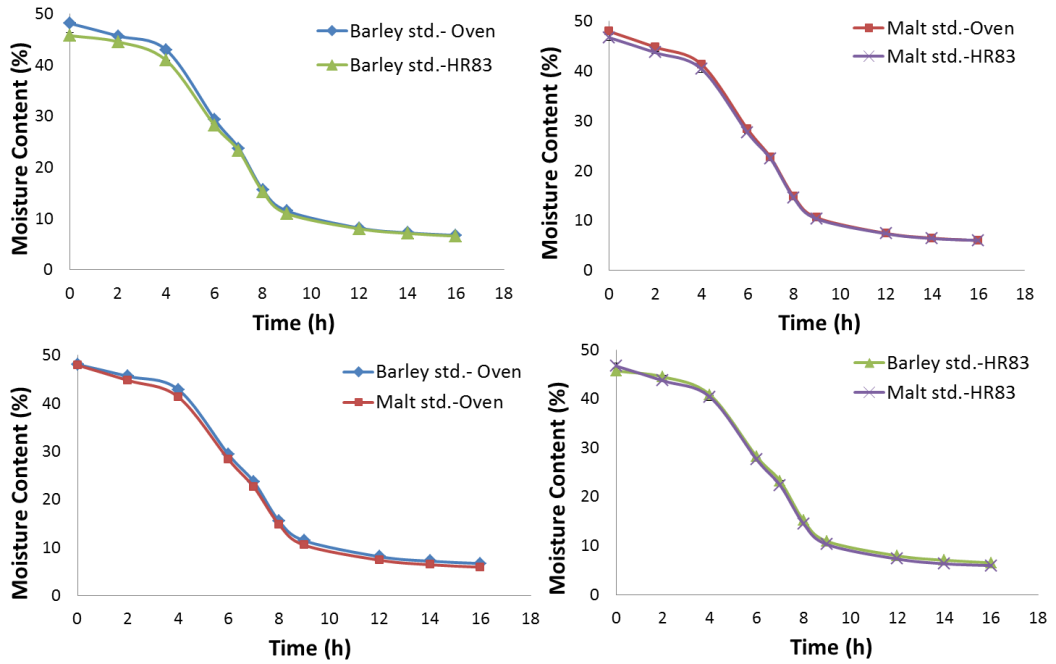 Moisture Content (%)
50
40
30
20
10
0
0 2 4 6 8 10 12 14 16 18
Time (h)
Barley std.- Oven
Barley std.-HR83
Moisture Content (%)
50
40
30
20
10
0
0 2 4 6 8 10 12 14 16 18
Time (h)
Malt std.-Oven
Malt std.-HR83
Moisture Content (%)
50
40
30
20
10
0
0 2 4 6 8 10 12 14 16 18
Time (h)
Barley std.- Oven
Malt std.-Oven
Moisture Content (%)
50
40
30
20
10
0
0 2 4 6 8 10 12 14 16 18
Time (h)
Barley std.-HR83
Malt std.-HR83